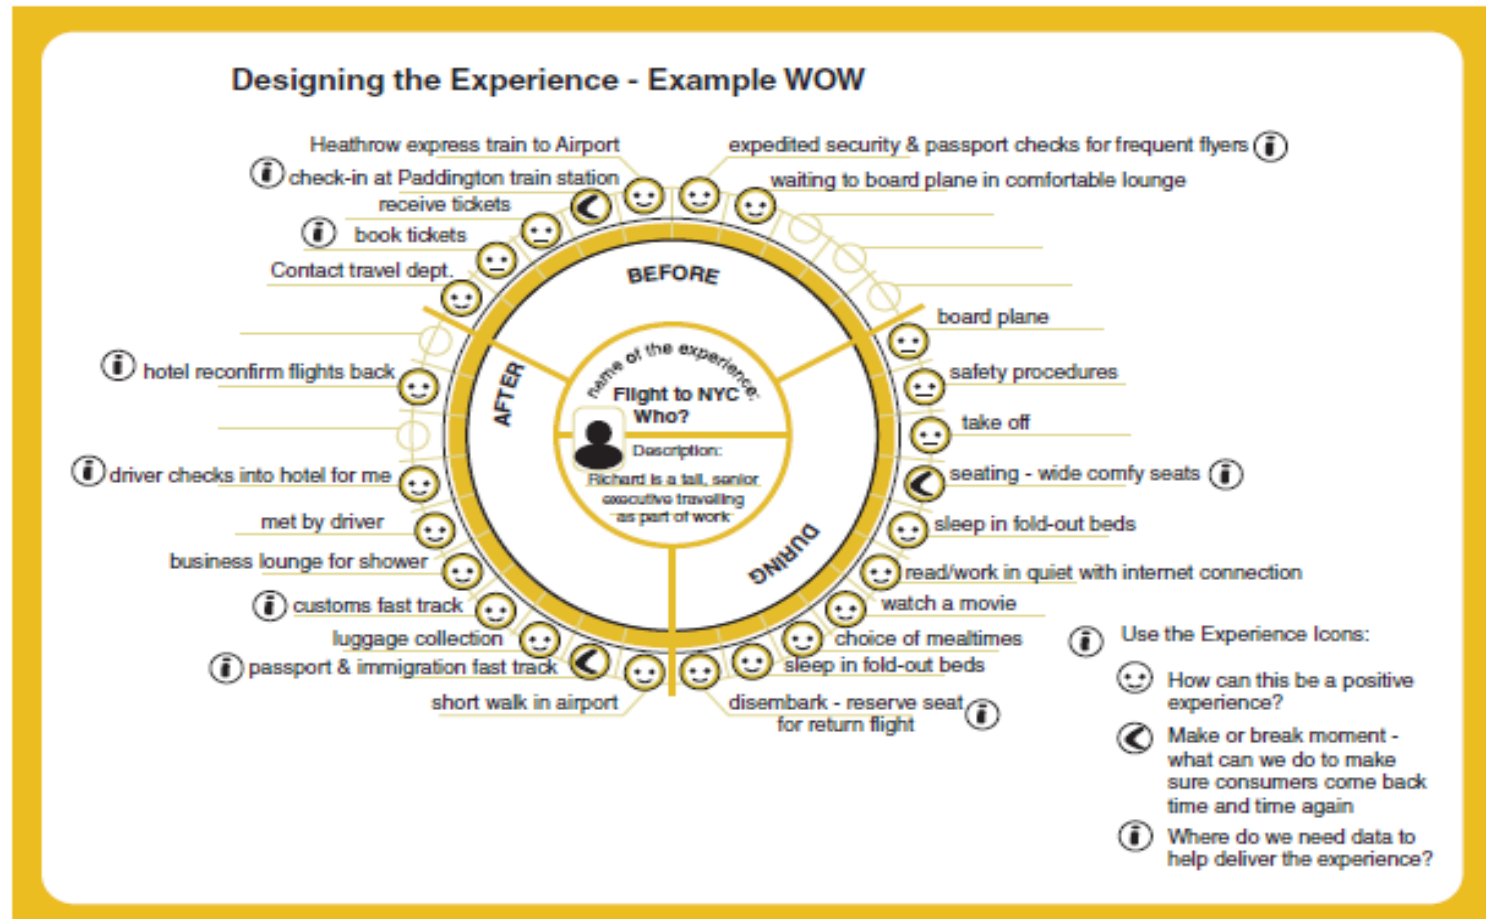 Designing the Experience - Example WOW
Heathrow express train to Airport
check-in at Paddington train station
receive tickets
book tickets
Contact travel dept.
expedited security & passport checks for frequent flyers
waiting to board plane in comfortable lounge
BEFORE
board plane
safety procedures
take off
seating - wide comfy seats
sleep in fold-out beds
read/work in quiet with internet connection
watch a movie
choice of mealtimes
sleep in fold-out beds
disembark - reserve seat
for return flight
DURING
name of the experience:
Flight to NYC
Who?
Description:
Richard is a tall, senior
executive travelling
as part of work
AFTER
hotel reconfirm flights back
driver checks into hotel for me
met by driver
business lounge for shower
customs fast track
luggage collection
passport & immigration fast track
short walk in airport
Use the Experience Icons:
How can this be a positive
experience?
Make or break moment -
what can we do to make
sure consumers come back
time and time again
Where do we need data to
help deliver the experience?